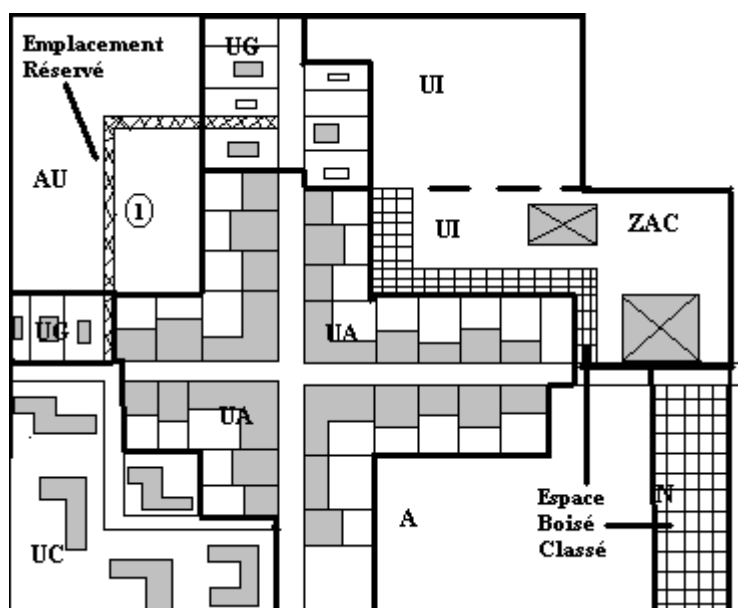 Emplacement
Réservé
UG
UI
AU
1
UI
ZAC
UG
UA
UA
Espace
Boisé
Classé
N
A
UC